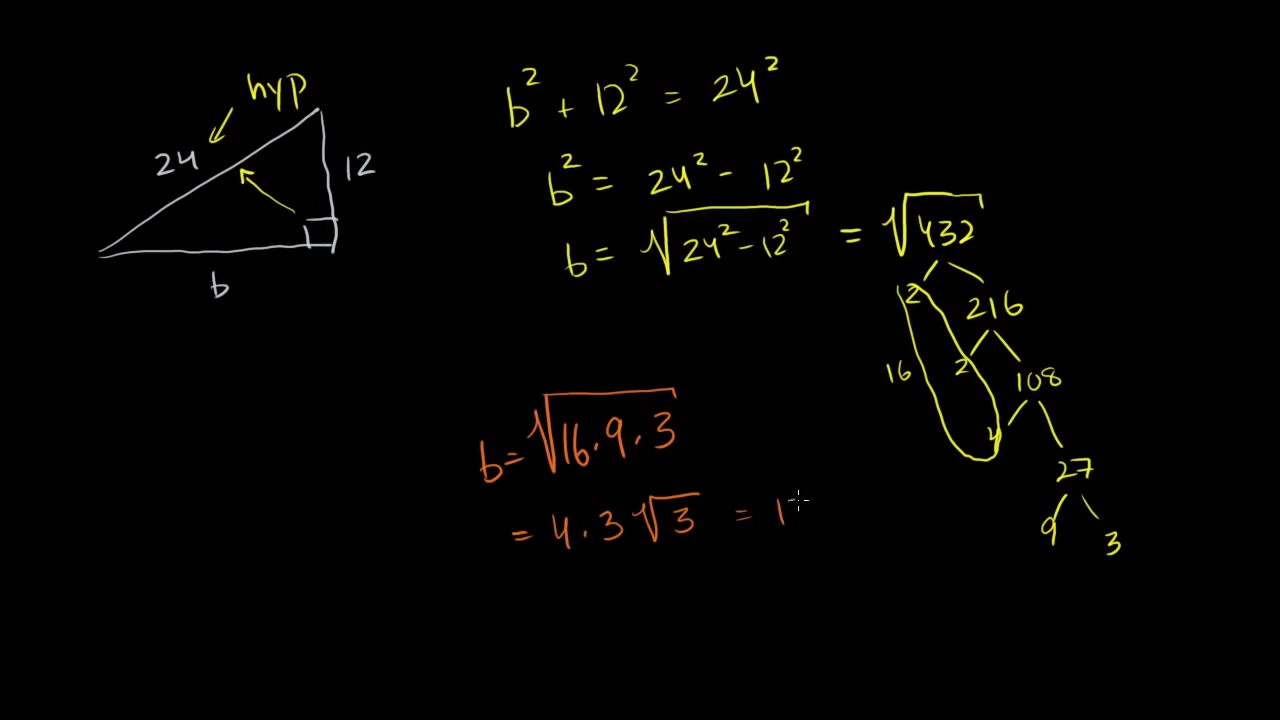 hyp
24
12
b
b² + 12² = 24²
b² = 24² - 12²
b = √(24² - 12²) = √432
2 216
16 2 108
4 27
9 3
b = √(16 · 9 · 3)
= 4 · 3 √3 = 1